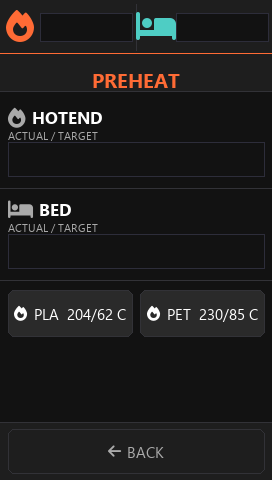 PREHEAT
HOTEND
ACTUAL / TARGET
BED
ACTUAL / TARGET
PLA 204/62 C
PET 230/85 C
BACK